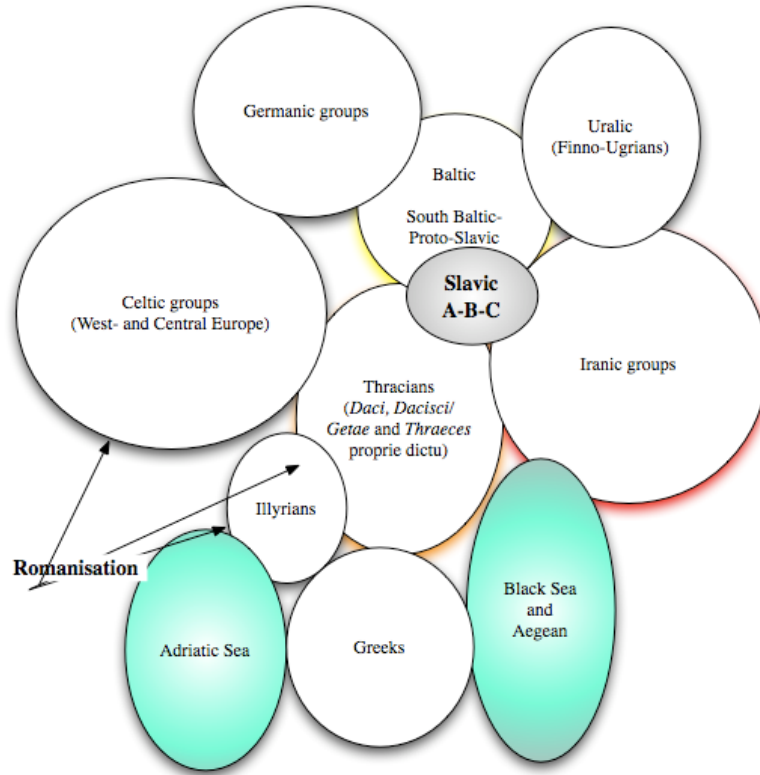 Germanic groups
Uralic
(Finno-Ugrians)
Baltic
South Baltic-
Proto-Slavic
Slavic
A-B-C
Celtic groups
(West- and Central Europe)
Iranic groups
Thracians
(Daci, Dacisci/
Getae and Thraeces
proprie dictu)
Illyrians
Romanisation
Black Sea
and
Aegean
Adriatic Sea
Greeks